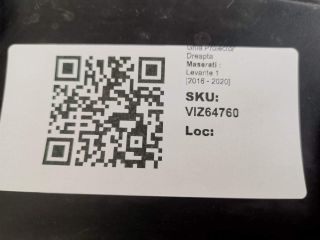 Grila Proiector
Dreapta
Maserati :
Levante 1
[2016 - 2020]
SKU:
VIZ64760
Loc: